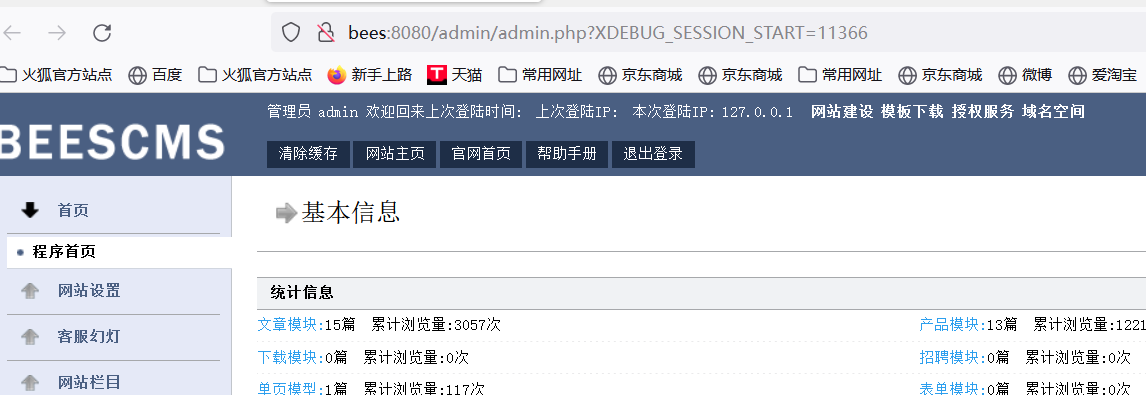 bees:8080/admin/admin.php?XDEBUG_SESSION_START=11366
火狐官方站点 百度 火狐官方站点 新手上路 天猫 常用网址 京东商城 京东商城 常用网址 京东商城 微博 爱淘宝
管理员 admin 欢迎回来上次登陆时间: 上次登陆IP: 本次登陆IP:127.0.0.1 网站建设 模板下载 授权服务 域名空间
BEESCMS
清除缓存 网站主页 官网首页 帮助手册 退出登录
首页
基本信息
程序首页
网站设置
统计信息
文章模块:15篇 累计浏览量:3057次 产品模块:13篇 累计浏览量:1221
客服幻灯
下载模块:0篇 累计浏览量:0次 招聘模块:0篇 累计浏览量:0次
网站栏目
单页模型:1篇 累计浏览量:117次 表单模块:0篇 累计浏览量:0次